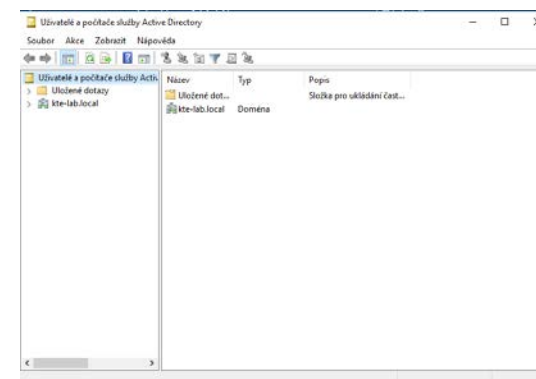 Uživatelé a počítače služby Active Directory
Soubor Akce Zobrazit Nápověda
Uživatelé a počítače služby Activ
Uložené dotazy
kte-lab.local
Název Typ Popis
Uložené dot... Složka pro ukládání čast...
kte-lab.local Doména